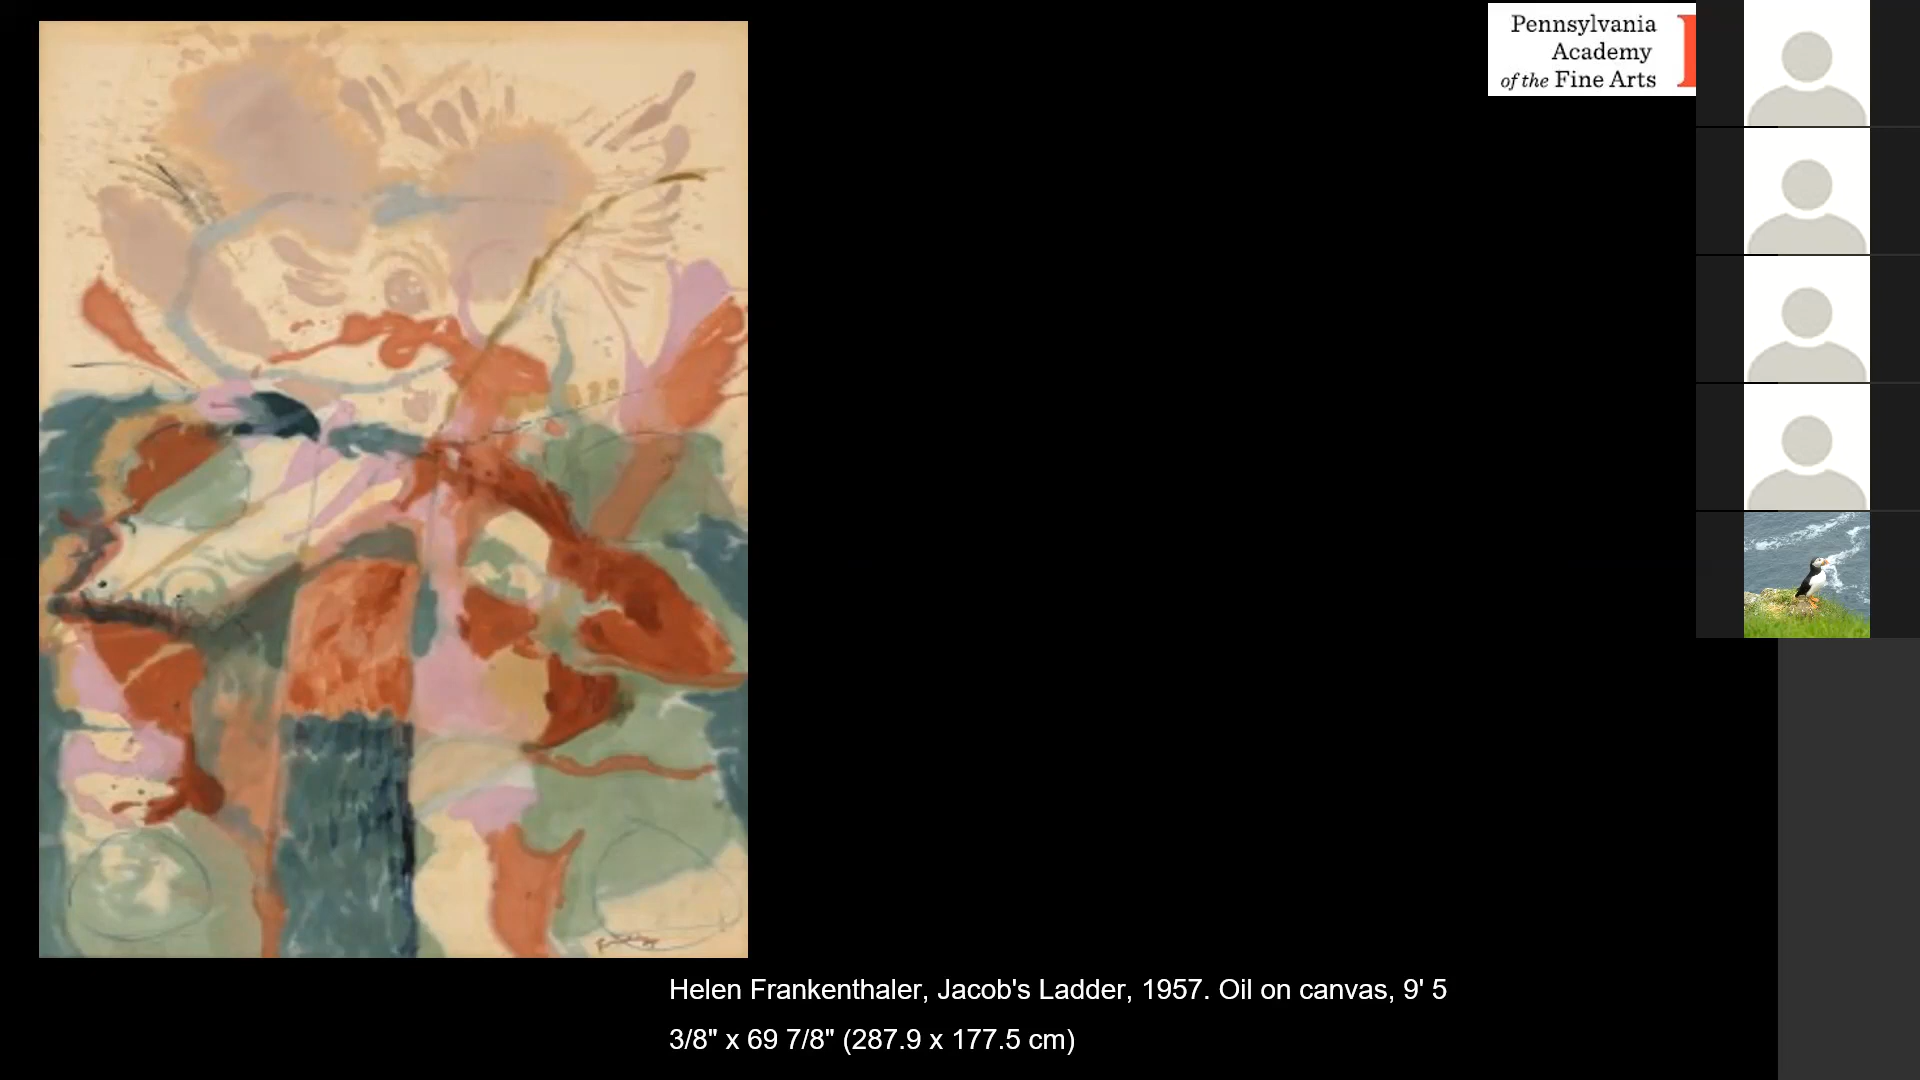 Pennsylvania
Academy
of the Fine Arts
Helen Frankenthaler, Jacob's Ladder, 1957. Oil on canvas, 9' 5
3/8" x 69 7/8" (287.9 x 177.5 cm)